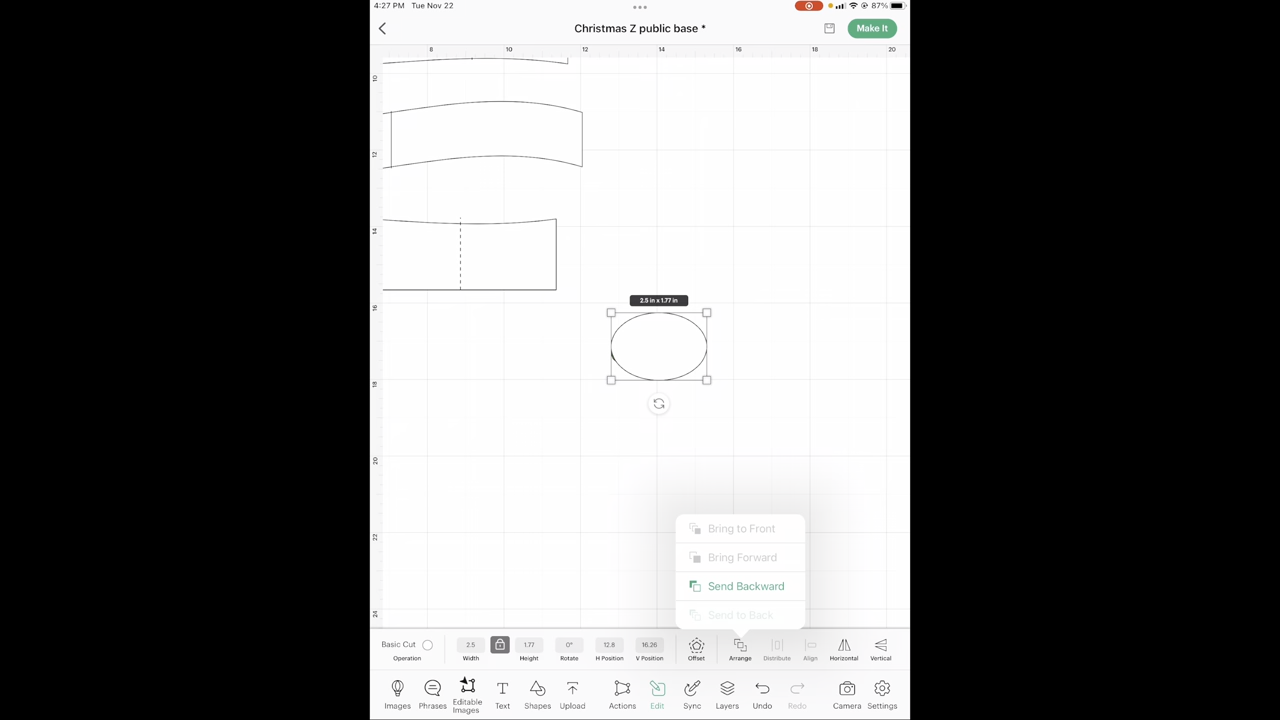 4:27 PM Tue Nov 22
87%
Christmas Z public base *
Make It
8 10 12 14 16 18 20
10
12
14
16
18
20
22
24
2.5 in x 1.77 in
Bring to Front
Bring Forward
Send Backward
Send to Back
Basic Cut
Operation
2.5
Width
1.77
Height
0°
Rotate
12.8
H Position
16.26
V Position
Offset
Arrange
Distribute
Align
Horizontal
Vertical
Images
Phrases
Editable
Images
Text
Shapes
Upload
Actions
Edit
Sync
Layers
Undo
Redo
Camera
Settings